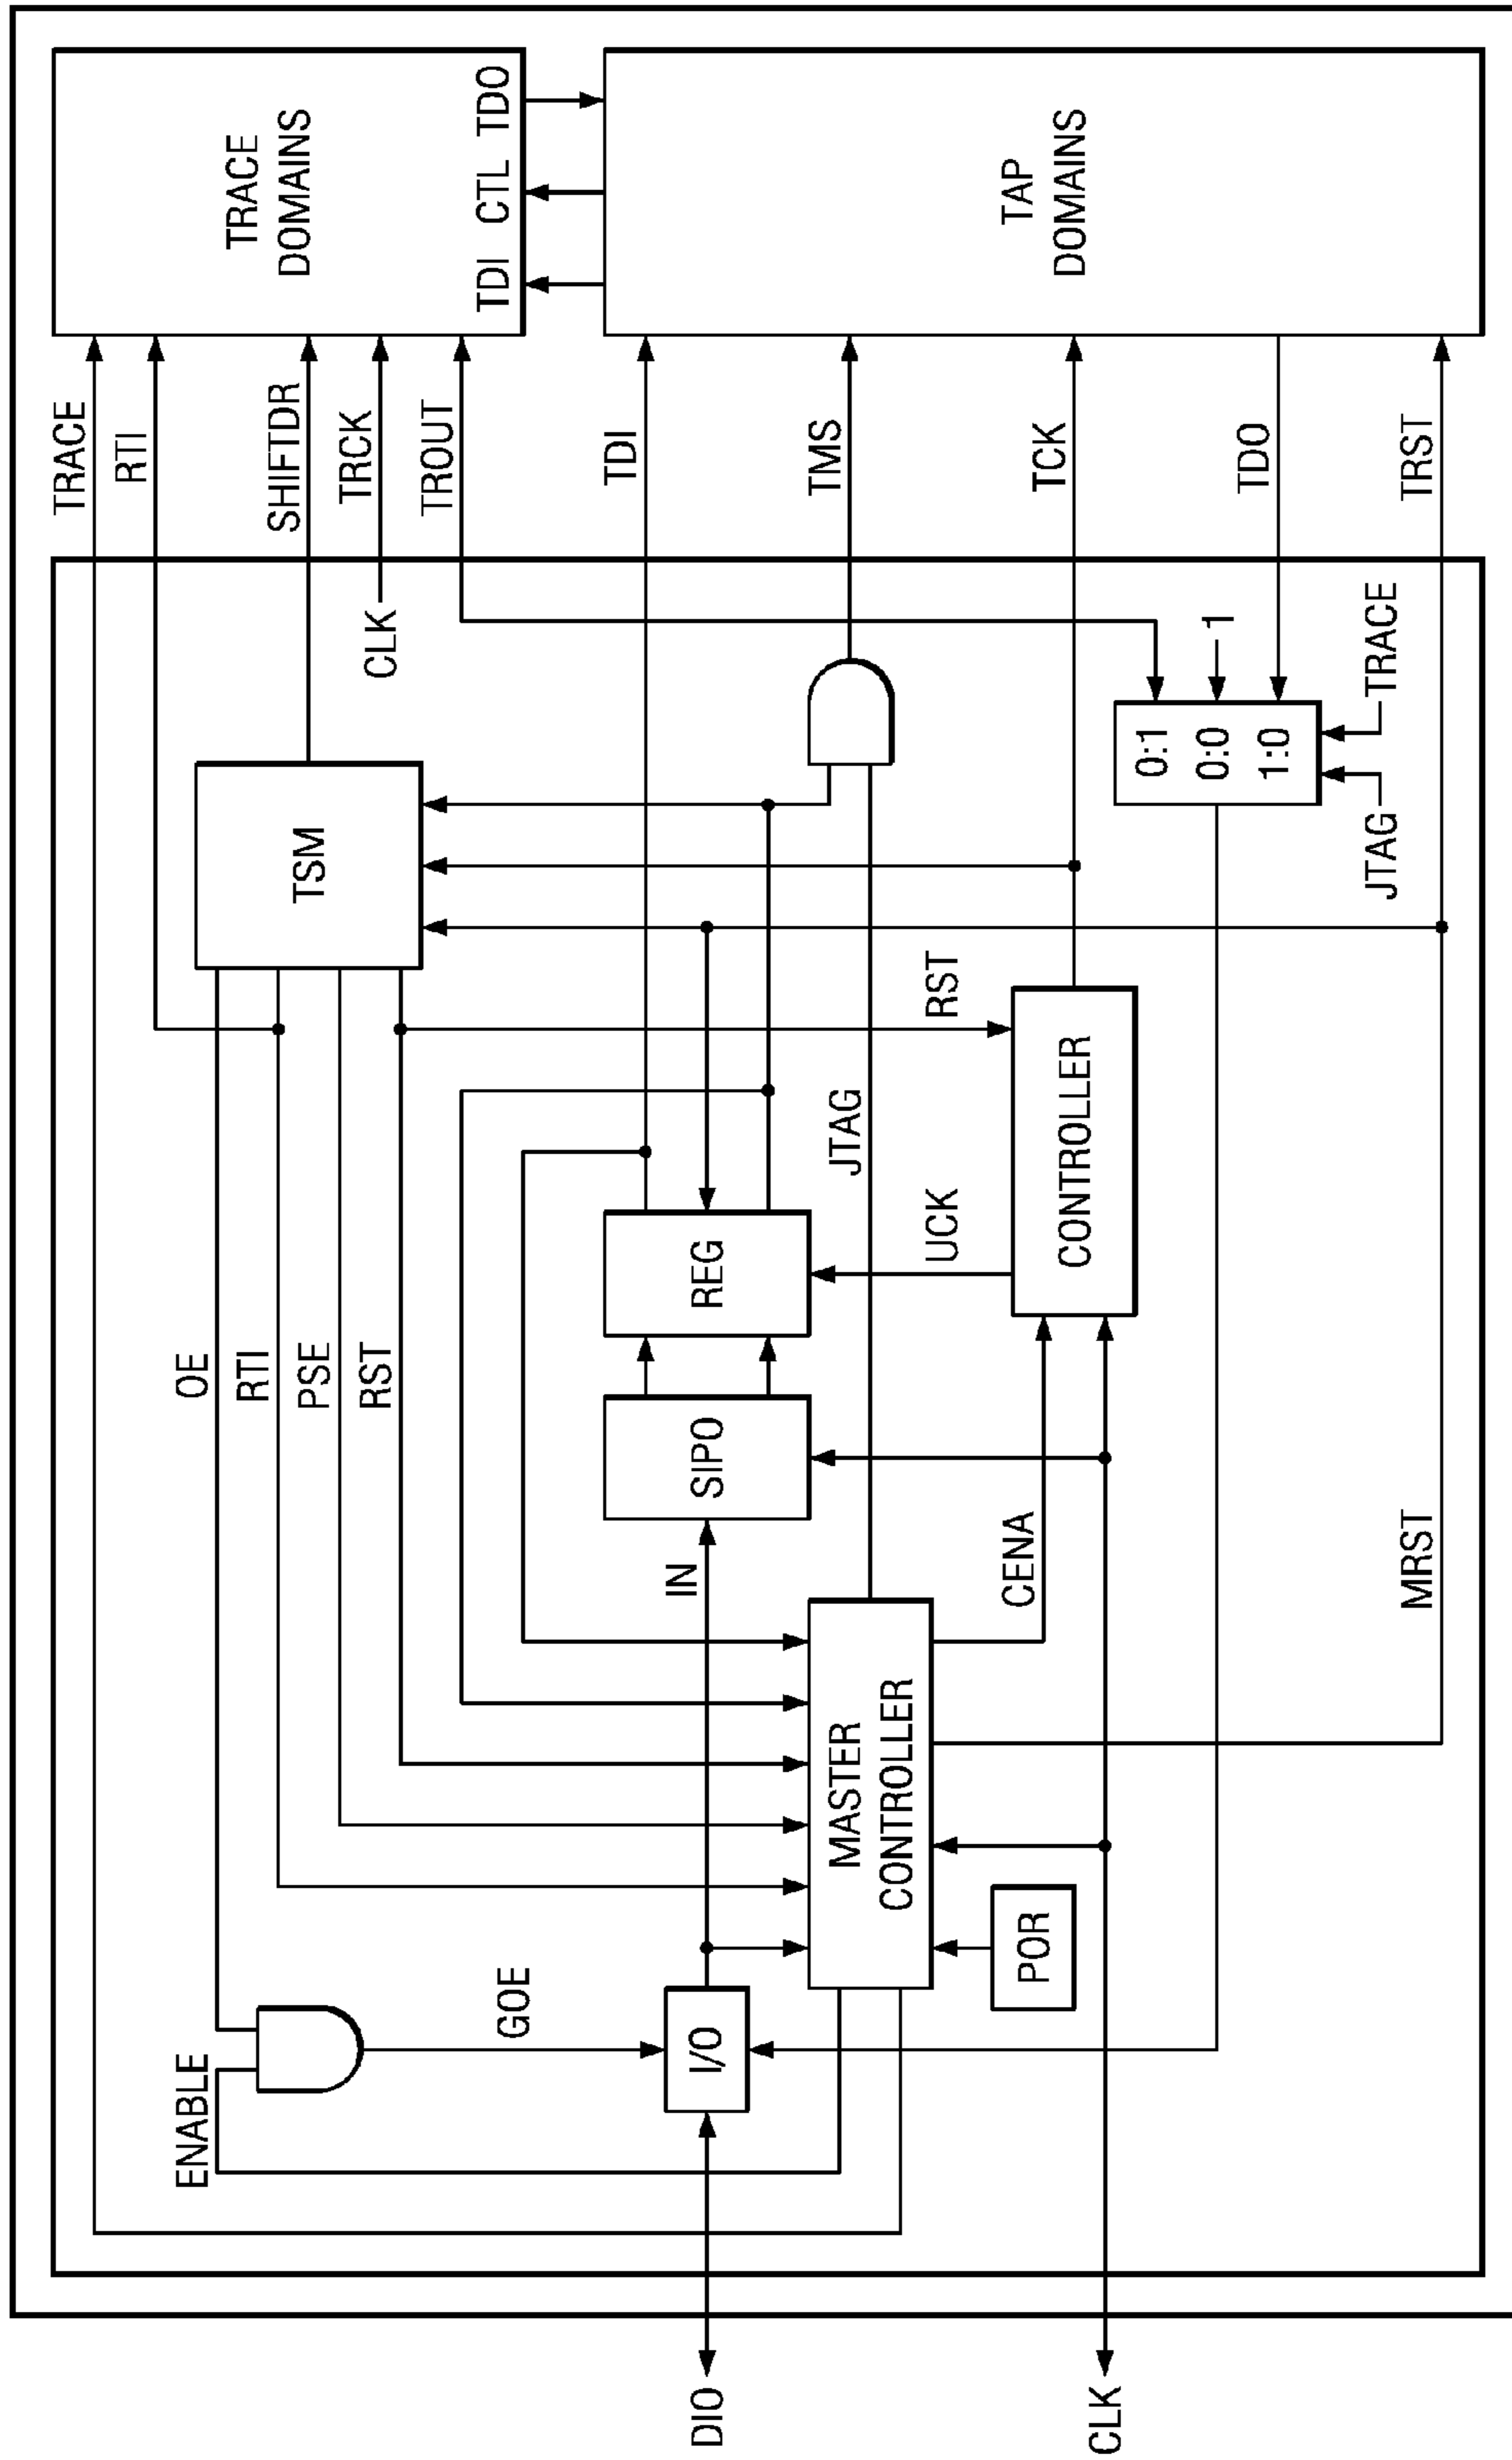 TRACE
DOMAINS
TDI CTL TDO
TAP
DOMAINS
TRACE
RTI
SHIFTDR
TRCK
TROUT
TDI
TMS
TCK
TDO
TRST
CLK
TSM
1
0:1
0:0
1:0
JTAG
TRACE
RST
CONTROLLER
JTAG
UCK
REG
SIPO
OE
RTI
PSE
RST
IN
CENA
MRST
MASTER
CONTROLLER
POR
GOE
I/O
ENABLE
DIO
CLK